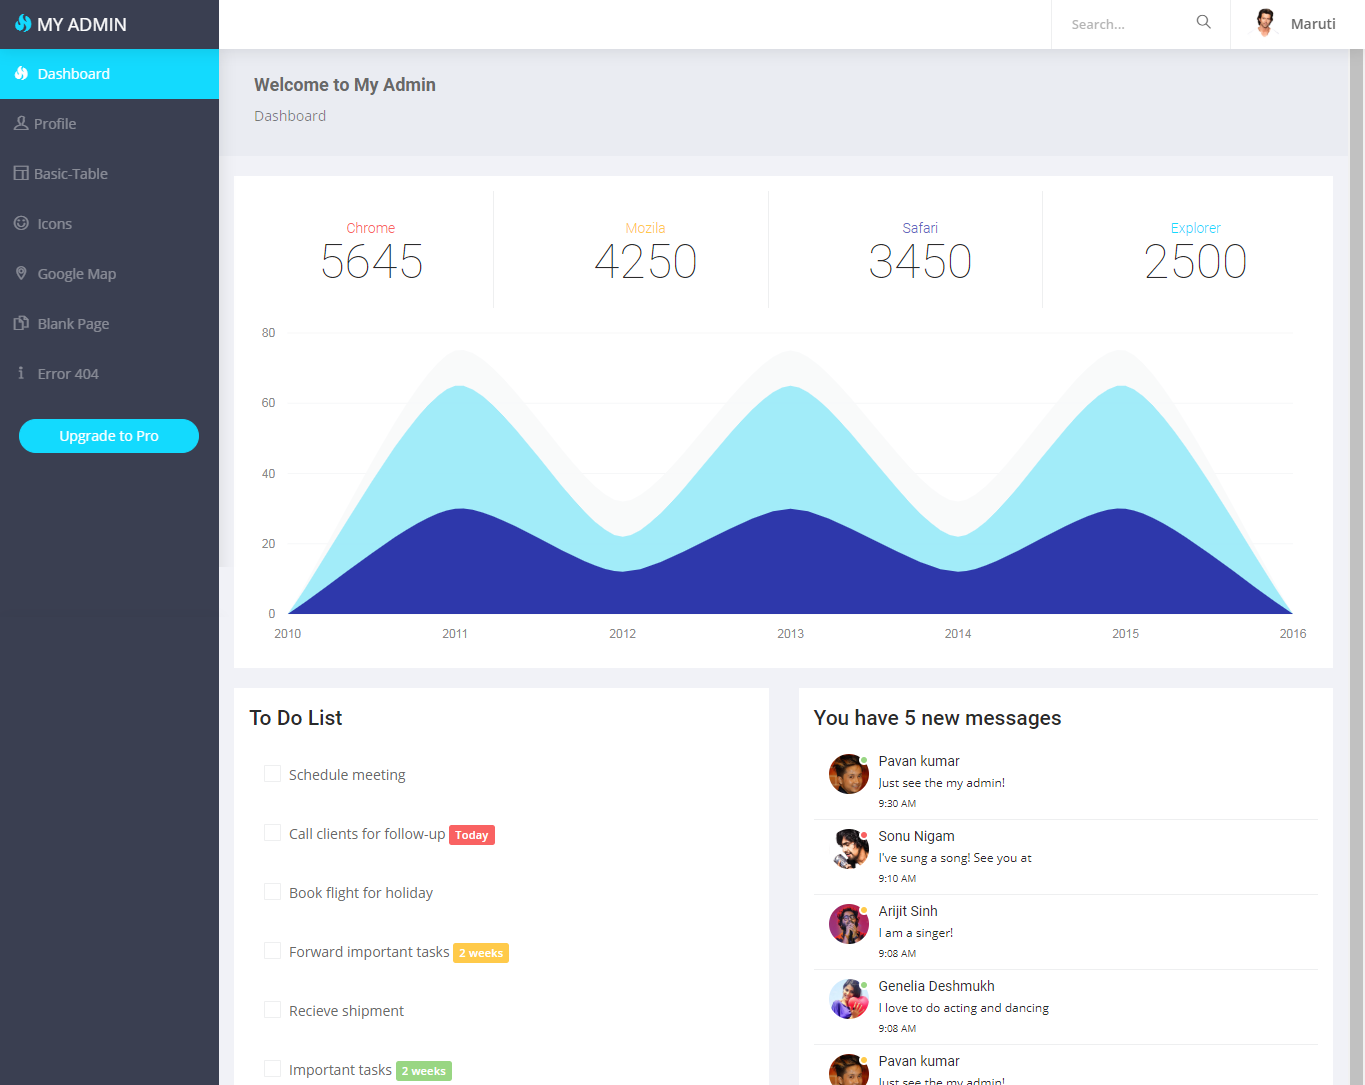 MY ADMIN
Search...
Maruti
Dashboard
Profile
Basic-Table
Icons
Google Map
Blank Page
Error 404
Upgrade to Pro
Welcome to My Admin
Dashboard
Chrome
5645
Mozila
4250
Safari
3450
Explorer
2500
80
60
40
20
0
2010 2011 2012 2013 2014 2015 2016
To Do List
Schedule meeting
Call clients for follow-up Today
Book flight for holiday
Forward important tasks 2 weeks
Recieve shipment
Important tasks 2 weeks
You have 5 new messages
Pavan kumar
Just see the my admin!
9:30 AM
Sonu Nigam
I've sung a song! See you at
9:10 AM
Arijit Sinh
I am a singer!
9:08 AM
Genelia Deshmukh
I love to do acting and dancing
9:08 AM
Pavan kumar
Just see the my admin!